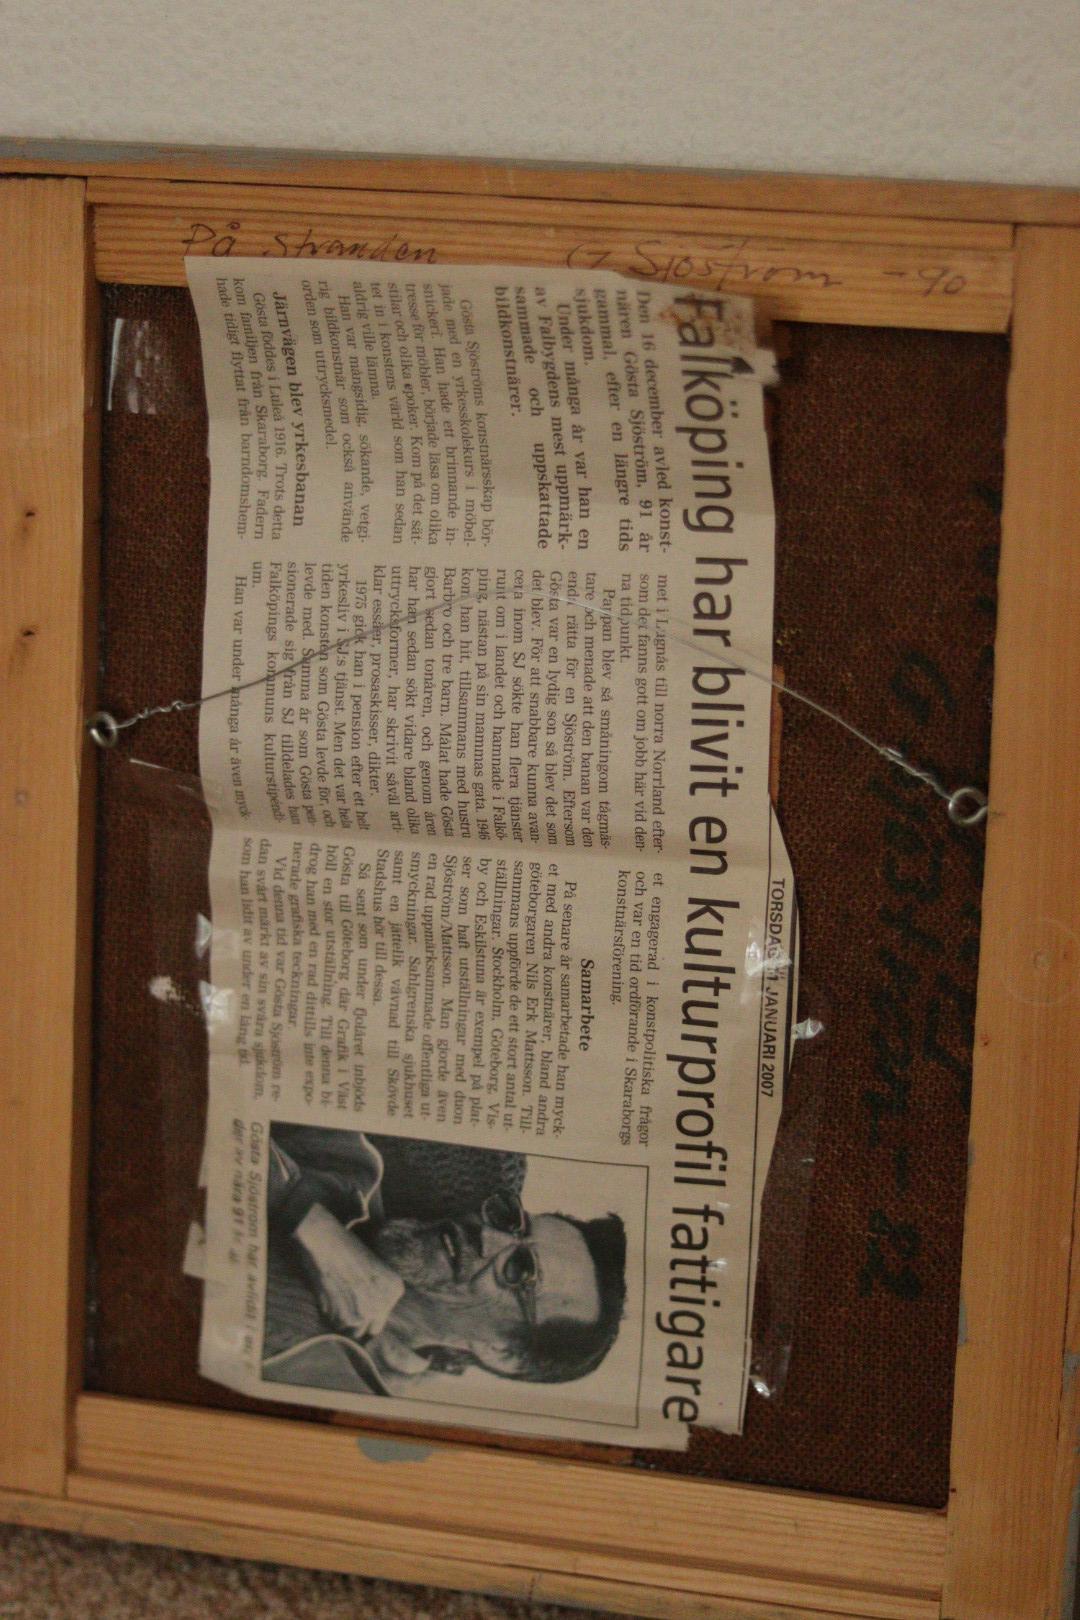 På stranden G Sjöström -90
TORSDAG 11 JANUARI 2007
Falköping har blivit en kulturprofil fattigare
Den 16 december avled konst-
nären Gösta Sjöström, 91 år
gammal, efter en längre tids
sjukdom.
Under många år var han en
av Falbygdens mest uppmärk-
sammade och uppskattade
bildkonstnärer.
Gösta Sjöströms konstnärsskap bör-
jade med en yrkesskolekurs i möbel-
snickeri. Han hade ett brinnande in-
tresse för möbler, började läsa om olika
stilar och olika epoker. Kom på det sät-
tet in i konstens värld som han sedan
aldrig ville lämna.
Han var mångsidig, sökande, vetgi-
rig bildkonstnär som också använde
orden som uttrycksmedel.
Järnvägen blev yrkesbanan
Gösta föddes i Luleå 1916. Trots detta
kom familjen från Skaraborg. Fadern
hade tidigt flyttat från barndomshem-
met i Lugnås till norra Norrland efter-
som det fanns gott om jobb här vid den-
na tidpunkt.
Pappan blev så småningom tågmäs-
tare och menade att den banan var den
enda rätta för en Sjöström. Eftersom
Gösta var en lydig son så blev det som
det blev. För att snabbare kunna avan-
cera inom SJ sökte han flera tjänster
runt om i landet och hamnade i Falkö-
ping, nästan på sin mammas gata. 1946
kom han hit, tillsammans med hustru
Barbro och tre barn. Målat hade Gösta
gjort sedan tonåren, och genom åren
har han sedan sökt vidare bland olika
uttrycksformer, har skrivit såväl arti-
klar essäer, prosaskisser, dikter.
1975 gick han i pension efter ett helt
yrkesliv i SJ:s tjänst. Men det var hela
tiden konsten som Gösta levde för, och
levde med. Samma år som Gösta pen-
sionerade sig från SJ tilldelades han
Falköpings kommuns kulturstipendi-
um.
Han var under många år även myck-
et engagerad i konstpolitiska frågor
och var en tid ordförande i Skaraborgs
konstnärsförening.
Samarbete
På senare år samarbetade han myck-
et med andra konstnärer, bland andra
göteborgaren Nils Erk Mattsson. Till-
sammans uppförde de ett stort antal ut-
ställningar. Stockholm, Göteborg, Vis-
by och Eskilstuna är exempel på plat-
ser som haft utställningar med duon
Sjöström/Mattsson. Man gjorde även
en rad uppmärksammade offentliga ut-
smyckningar. Sahlgrenska sjukhuset
samt en jättelik vävnad till Skövde
Stadshus hör till dessa.
Så sent som under fjolåret inbjöds
Gösta till Göteborg där Grafik i Väst
höll en stor utställning. Till denna bi-
drog han med en rad dittills inte expo-
nerade grafiska teckningar.
Vid denna tid var Gösta Sjöström re-
dan svårt märkt av sin svåra sjukdom,
som han lidit av under en lång tid.
Gösta Sjöström har avlidit i en ål-
der av nära 91 år.